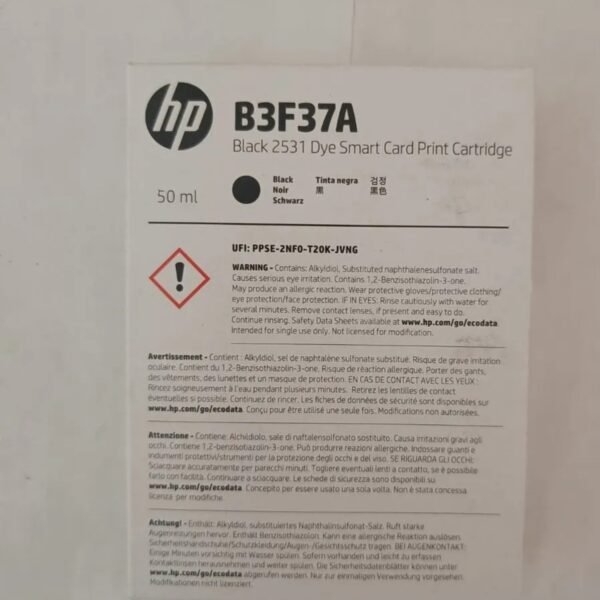 hp
B3F37A
Black 2531 Dye Smart Card Print Cartridge
50 ml
Black Tinta negra 검정
Noir 黒 黑色
Schwarz
UFI: PPSE-2NF0-T20K-JVNG
WARNING - Contains: Alkyldiol, Substituted naphthalenesulfonate salt.
Causes serious eye irritation. Contains 1,2-Benzisothiazolin-3-one.
May produce an allergic reaction. Wear protective gloves/protective clothing/
eye protection/face protection. IF IN EYES: Rinse cautiously with water for
several minutes. Remove contact lenses, if present and easy to do.
Continue rinsing. Safety Data Sheets available at www.hp.com/go/ecodata
Intended for single use only. Not licensed for modification.
Avertissement - Contient : Alkyldiol, sel de naphtalène sulfonate substitué. Risque de grave irritation
oculaire. Contient du 1,2-Benzisothiazolin-3-one. Risque de réaction allergique. Porter des gants,
des vêtements, des lunettes et un masque de protection. EN CAS DE CONTACT AVEC LES YEUX :
Rincez soigneusement à l'eau pendant plusieurs minutes. Retirez les lentilles de contact
éventuelles si possible. Continuez de rincer. Les fiches de données de sécurité sont disponibles sur
www.hp.com/go/ecodata. Conçu pour être utilisé une seule fois. Modifications non autorisées.
Attenzione - Contiene: Alchildiolo, sale di naftalensolfonato sostituito. Causa irritazioni gravi agli
occhi. Contiene 1,2-benzisotiazolin-3-one. Può produrre reazioni allergiche. Indossare guanti e
indumenti protettivi/strumenti per la protezione degli occhi e del viso. SE RIGUARDA GLI OCCHI:
Sciacquare accuratamente per parecchi minuti. Togliere eventuali lenti a contatto, se è possibile
farlo con facilità. Continuare a sciacquare. Le schede di sicurezza sono disponibili su
www.hp.com/go/ecodata. Concepito per essere usato una sola volta. Non è stata concessa
licenza per modifiche.
Achtung! - Enthält: Alkyldiol, substituiertes Naphthalinsulfonat-Salz. Ruft starke
Augenreizungen hervor. Enthält Benzisothiazolon. Kann eine allergische Reaktion auslösen.
Sicherheitshandschuhe/Schutzkleidung/Augen-/Gesichtsschutz tragen. BEI AUGENKONTAKT:
Einige Minuten vorsichtig mit Wasser spülen. Sofern vorhanden und leicht zu erfassen
Kontaktlinsen herausnehmen und weiter spülen. Die Sicherheitsdatenblätter können unter
www.hp.com/go/ecodata abgerufen werden. Nur zur einmaligen Verwendung vorgesehen.
Modifikationen nicht lizenziert.